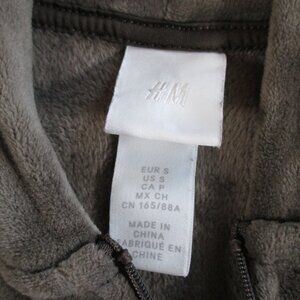 H&M
EUR S
US S
CA P
MX CH
CN 165/88A
MADE IN
CHINA
FABRIQUÉ EN
CHINE